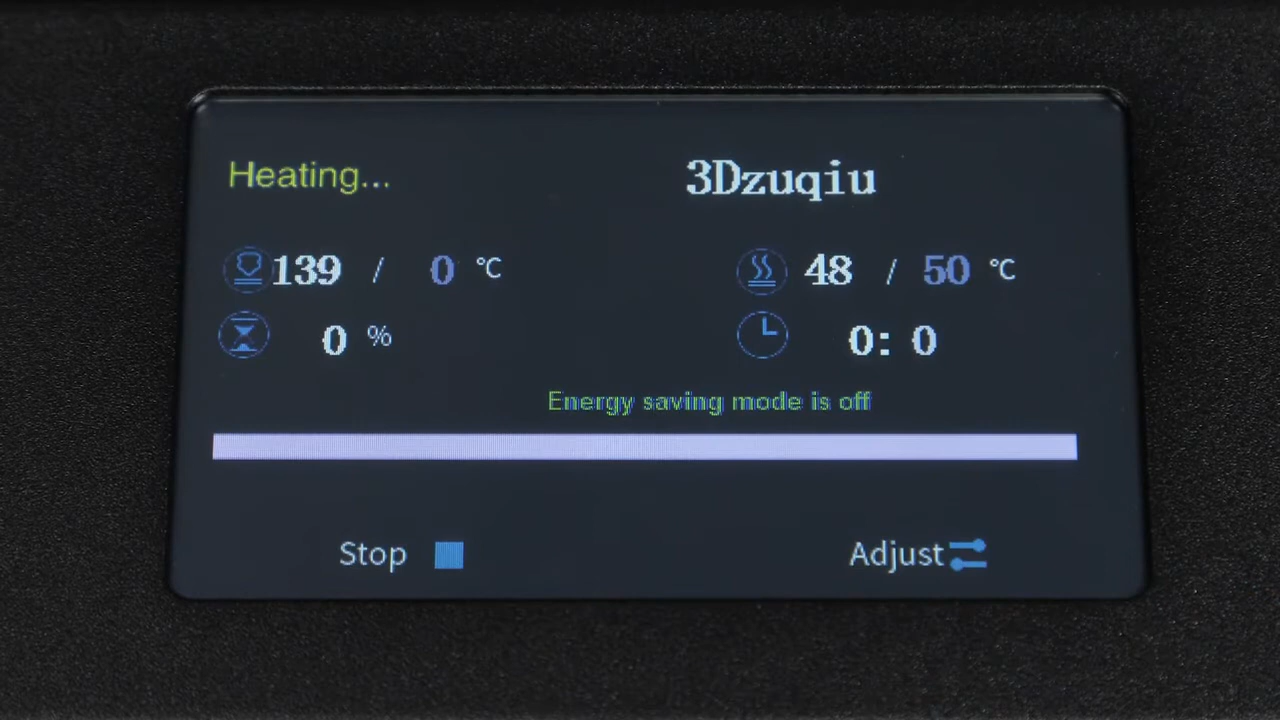 Heating...
3Dzuqiu
139 / 0 ℃
48 / 50 ℃
0 %
0: 0
Energy saving mode is off
Stop
Adjust